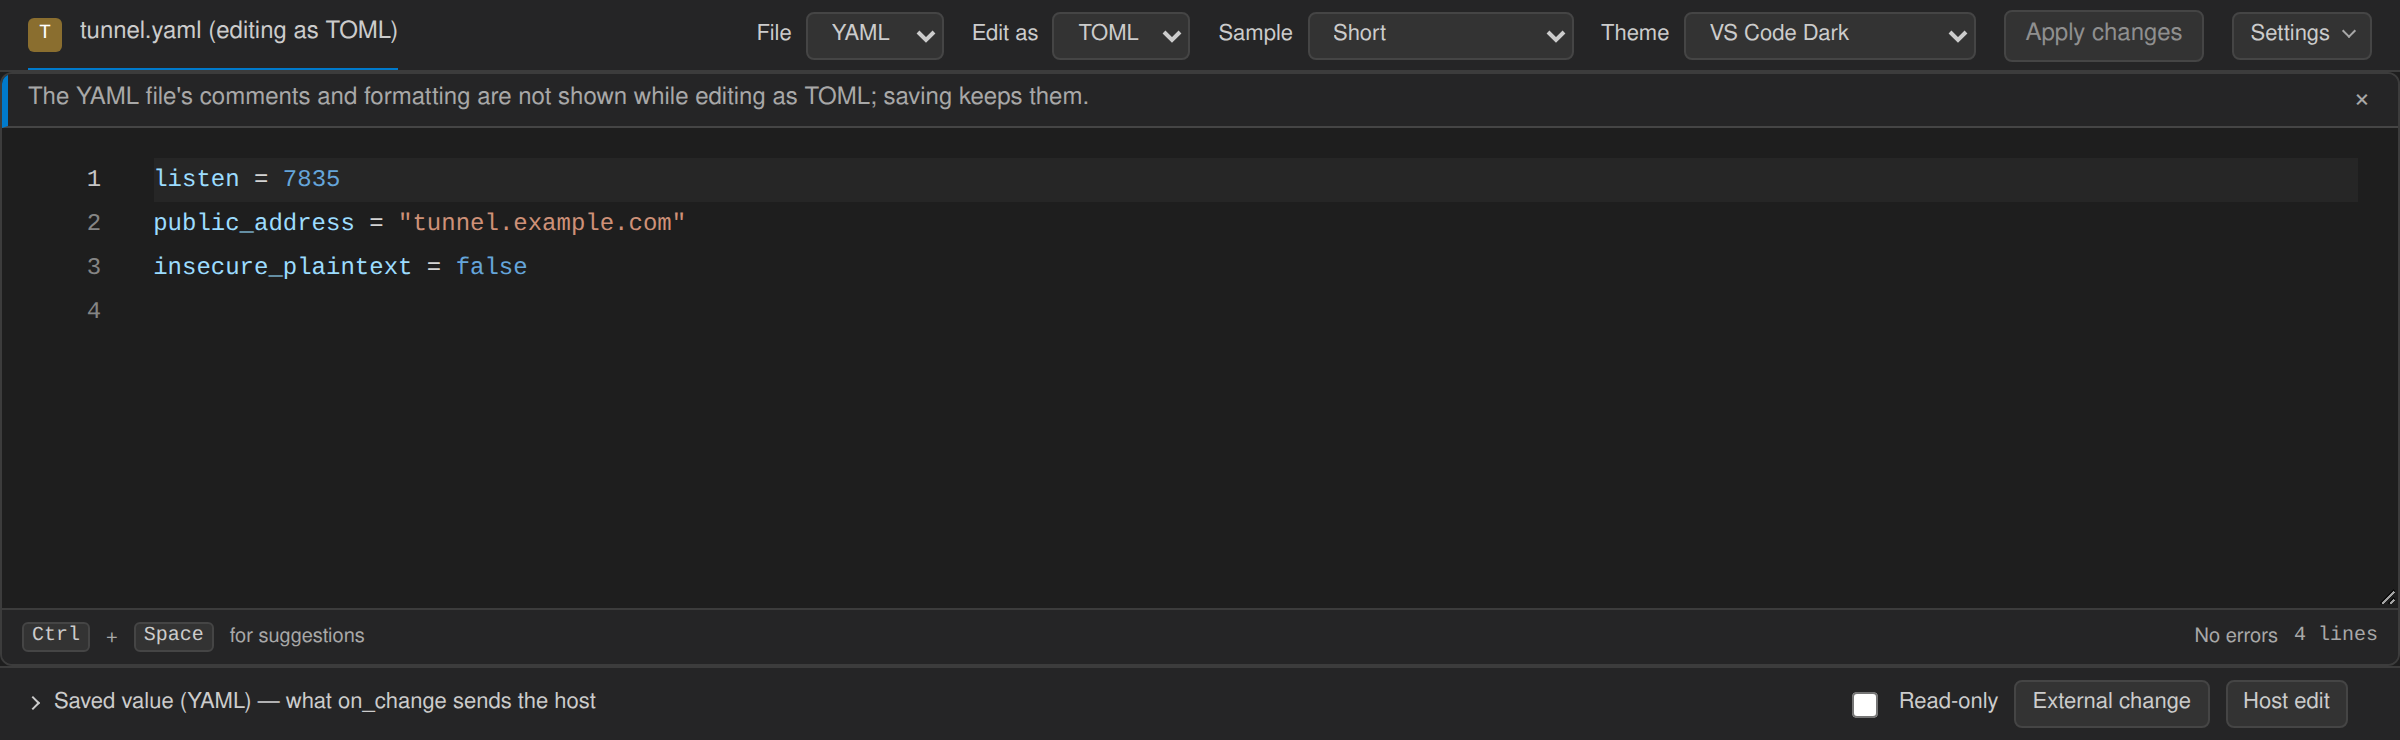 T tunnel.yaml (editing as TOML) File YAML Edit as TOML Sample Short Theme VS Code Dark Apply changes Settings
The YAML file's comments and formatting are not shown while editing as TOML; saving keeps them. ×
1 listen = 7835
2 public_address = "tunnel.example.com"
3 insecure_plaintext = false
4
Ctrl + Space for suggestions No errors 4 lines
Saved value (YAML) — what on_change sends the host Read-only External change Host edit